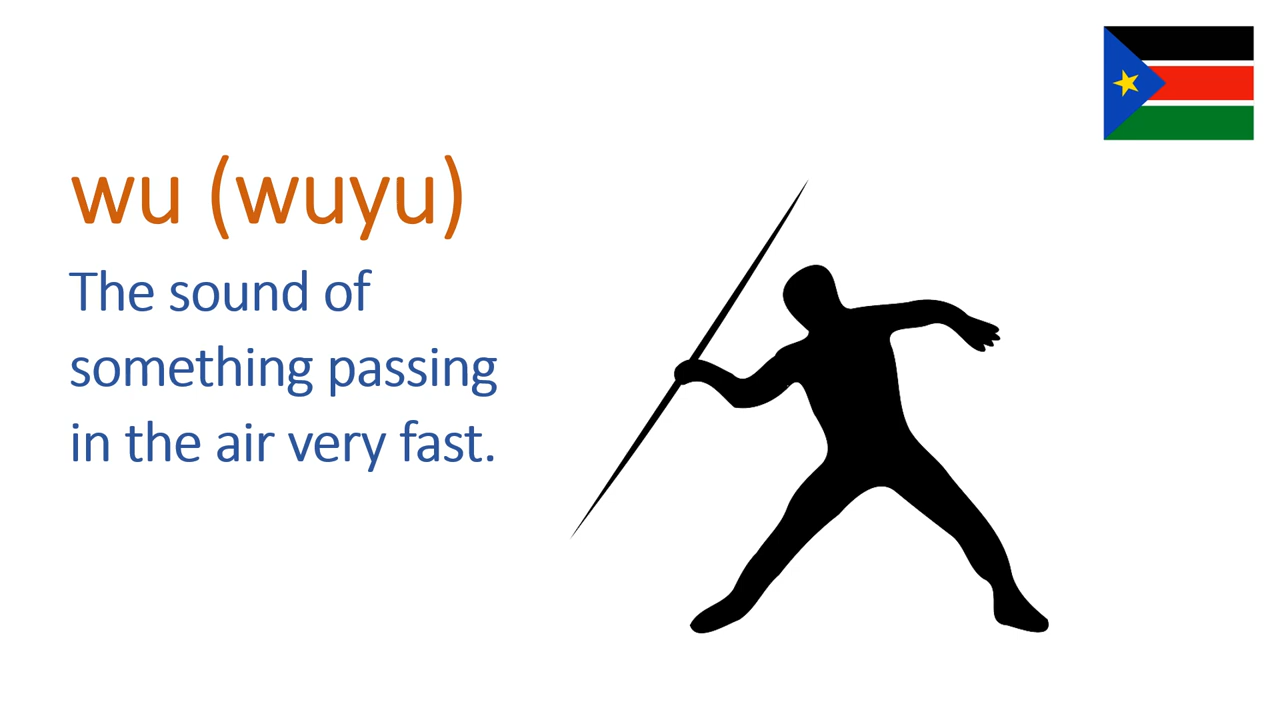 wu (wuyu)
The sound of
something passing
in the air very fast.